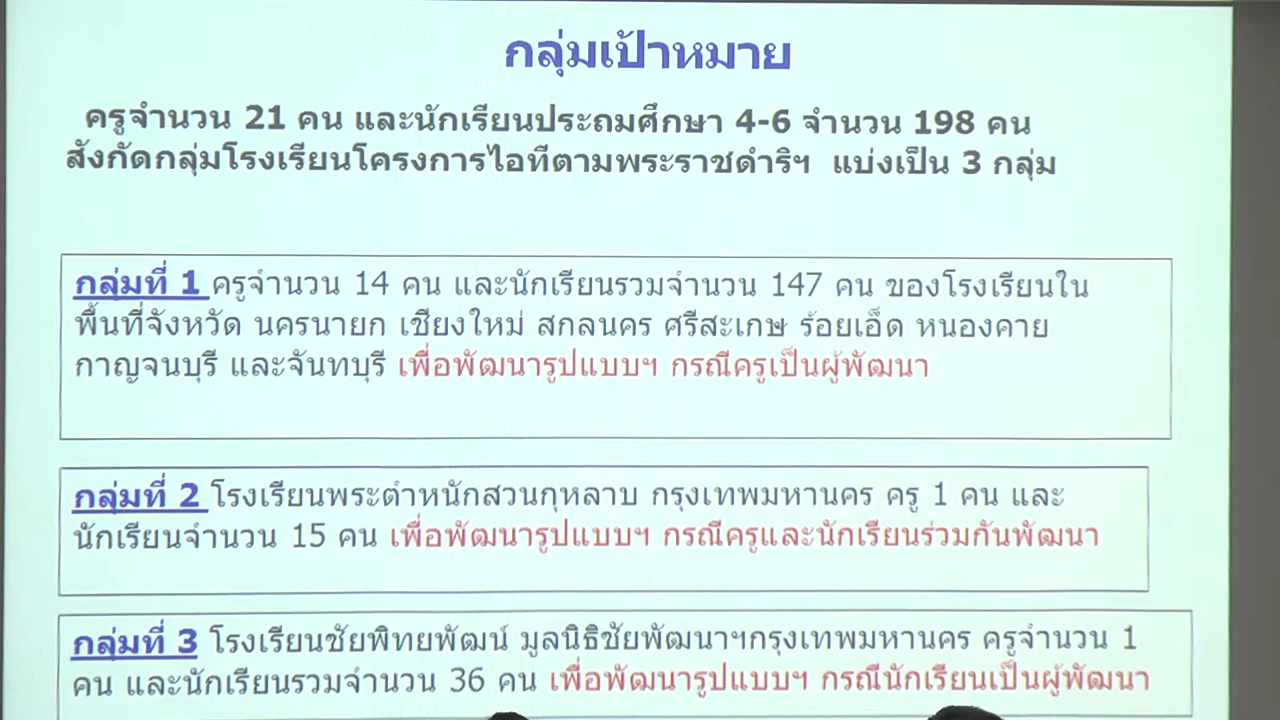 กลุ่มเป้าหมาย
ครูจำนวน 21 คน และนักเรียนประถมศึกษา 4-6 จำนวน 198 คน
สังกัดกลุ่มโรงเรียนโครงการไอทีตามพระราชดำริฯ แบ่งเป็น 3 กลุ่ม
กลุ่มที่ 1 ครูจำนวน 14 คน และนักเรียนรวมจำนวน 147 คน ของโรงเรียนใน
พื้นที่จังหวัด นครนายก เชียงใหม่ สกลนคร ศรีสะเกษ ร้อยเอ็ด หนองคาย
กาญจนบุรี และจันทบุรี เพื่อพัฒนารูปแบบฯ กรณีครูเป็นผู้พัฒนา
กลุ่มที่ 2 โรงเรียนพระตำหนักสวนกุหลาบ กรุงเทพมหานคร ครู 1 คน และ
นักเรียนจำนวน 15 คน เพื่อพัฒนารูปแบบฯ กรณีครูและนักเรียนร่วมกันพัฒนา
กลุ่มที่ 3 โรงเรียนชัยพิทยพัฒน์ มูลนิธิชัยพัฒนาฯกรุงเทพมหานคร ครูจำนวน 1
คน และนักเรียนรวมจำนวน 36 คน เพื่อพัฒนารูปแบบฯ กรณีนักเรียนเป็นผู้พัฒนา